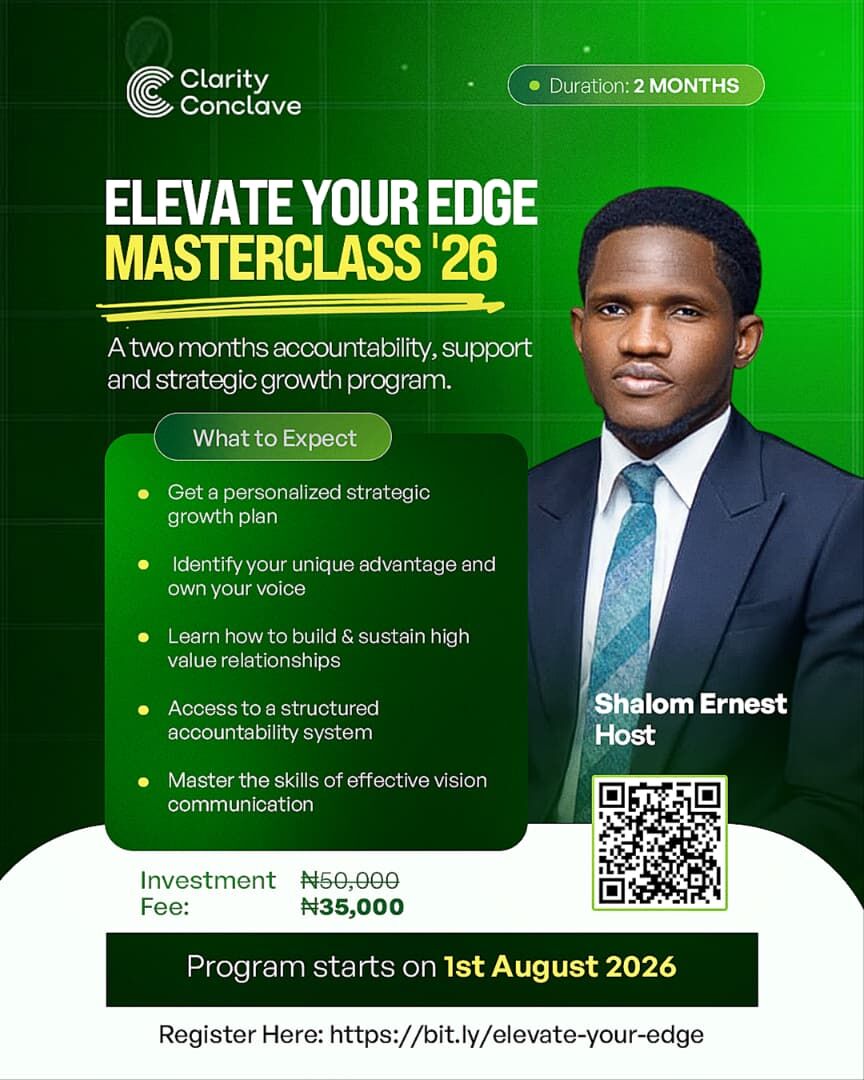 Clarity
Conclave
Duration: 2 MONTHS
ELEVATE YOUR EDGE
MASTERCLASS '26
A two months accountability, support
and strategic growth program.
What to Expect
Get a personalized strategic
growth plan
Identify your unique advantage and
own your voice
Learn how to build & sustain high
value relationships
Access to a structured
accountability system
Master the skills of effective vision
communication
Shalom Ernest
Host
Investment ₦50,000
Fee: ₦35,000
Program starts on 1st August 2026
Register Here: https://bit.ly/elevate-your-edge